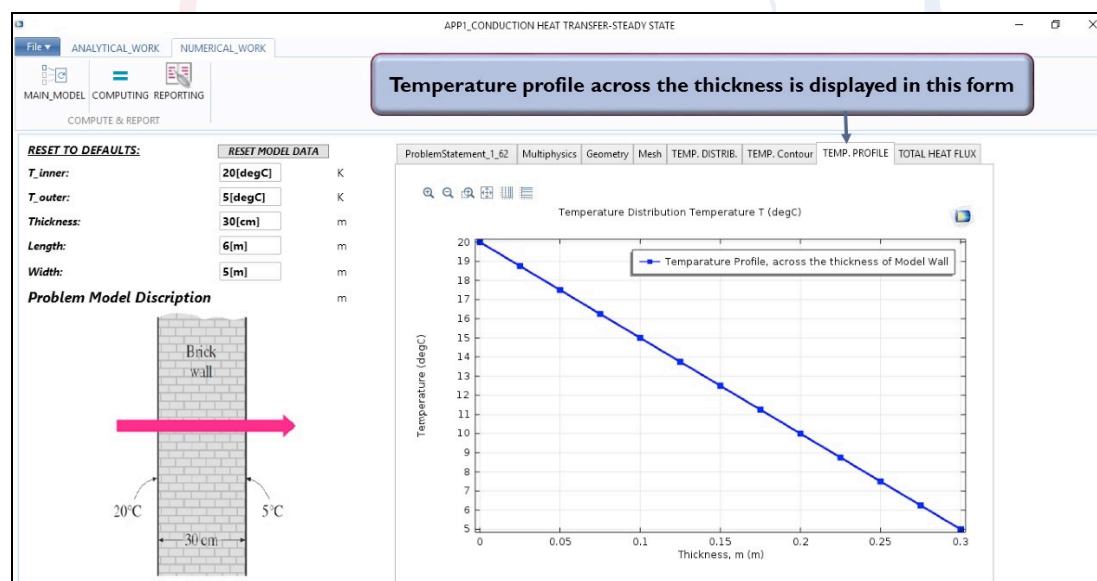 APP1_CONDUCTION HEAT TRANSFER-STEADY STATE
File ANALYTICAL_WORK NUMERICAL_WORK
MAIN_MODEL COMPUTING REPORTING
COMPUTE & REPORT
Temperature profile across the thickness is displayed in this form
RESET TO DEFAULTS: RESET MODEL DATA
T_inner: 20[degC] K
T_outer: 5[degC] K
Thickness: 30[cm] m
Length: 6[m] m
Width: 5[m] m
Problem Model Discription m
Brick
wall
20°C
5°C
30 cm
ProblemStatement_1_62 Multiphysics Geometry Mesh TEMP. DISTRIB. TEMP. Contour TEMP. PROFILE TOTAL HEAT FLUX
Temperature Distribution Temperature T (degC)
Temparature Profile, across the thickness of Model Wall
Temperature (degC)
20
19
18
17
16
15
14
13
12
11
10
9
8
7
6
5
0 0.05 0.1 0.15 0.2 0.25 0.3
Thickness, m (m)